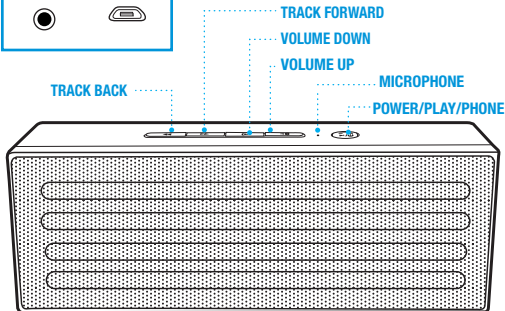 TRACK FORWARD
VOLUME DOWN
VOLUME UP
TRACK BACK
MICROPHONE
POWER/PLAY/PHONE